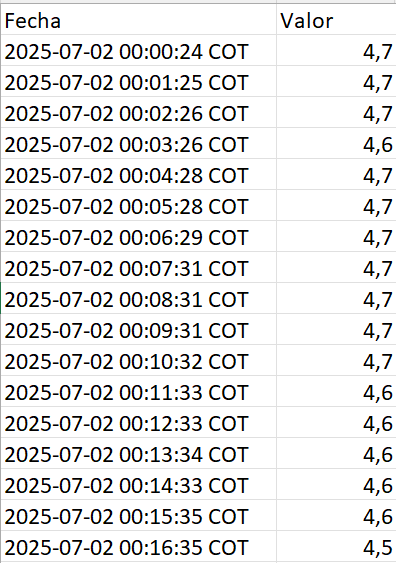 Fecha Valor
2025-07-02 00:00:24 COT 4,7
2025-07-02 00:01:25 COT 4,7
2025-07-02 00:02:26 COT 4,7
2025-07-02 00:03:26 COT 4,6
2025-07-02 00:04:28 COT 4,7
2025-07-02 00:05:28 COT 4,7
2025-07-02 00:06:29 COT 4,7
2025-07-02 00:07:31 COT 4,7
2025-07-02 00:08:31 COT 4,7
2025-07-02 00:09:31 COT 4,7
2025-07-02 00:10:32 COT 4,7
2025-07-02 00:11:33 COT 4,6
2025-07-02 00:12:33 COT 4,6
2025-07-02 00:13:34 COT 4,6
2025-07-02 00:14:33 COT 4,6
2025-07-02 00:15:35 COT 4,6
2025-07-02 00:16:35 COT 4,5